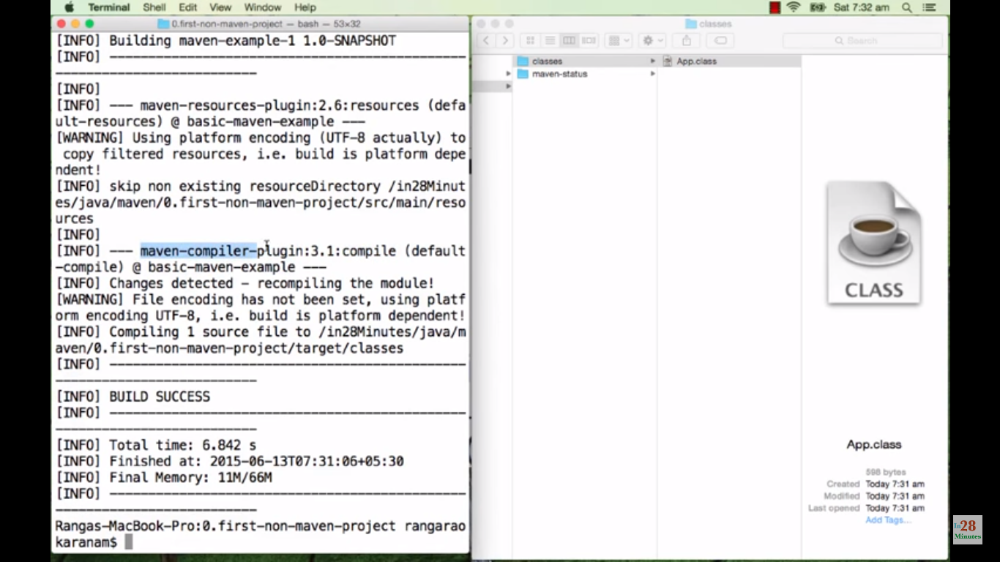 Terminal Shell Edit View Window Help Sat 7:32 am
0.first-non-maven-project — bash — 53×32
[INFO] Building maven-example-1 1.0-SNAPSHOT
[INFO] ----------------------------------------------
--------------------------
[INFO]
[INFO] --- maven-resources-plugin:2.6:resources (defa
ult-resources) @ basic-maven-example ---
[WARNING] Using platform encoding (UTF-8 actually) to
copy filtered resources, i.e. build is platform depe
ndent!
[INFO] skip non existing resourceDirectory /in28Minut
es/java/maven/0.first-non-maven-project/src/main/reso
urces
[INFO]
[INFO] --- maven-compiler-plugin:3.1:compile (default
-compile) @ basic-maven-example ---
[INFO] Changes detected - recompiling the module!
[WARNING] File encoding has not been set, using platf
orm encoding UTF-8, i.e. build is platform dependent!
[INFO] Compiling 1 source file to /in28Minutes/java/m
aven/0.first-non-maven-project/target/classes
[INFO] ----------------------------------------------
--------------------------
[INFO] BUILD SUCCESS
[INFO] ----------------------------------------------
--------------------------
[INFO] Total time: 6.842 s
[INFO] Finished at: 2015-06-13T07:31:06+05:30
[INFO] Final Memory: 11M/66M
[INFO] ----------------------------------------------
--------------------------
Rangas-MacBook-Pro:0.first-non-maven-project rangarao
karanam$
classes
Search
classes
maven-status
App.class
CLASS
App.class
598 bytes
Created Today 7:31 am
Modified Today 7:31 am
Last opened Today 7:31 am
Add Tags...
In28
Minutes